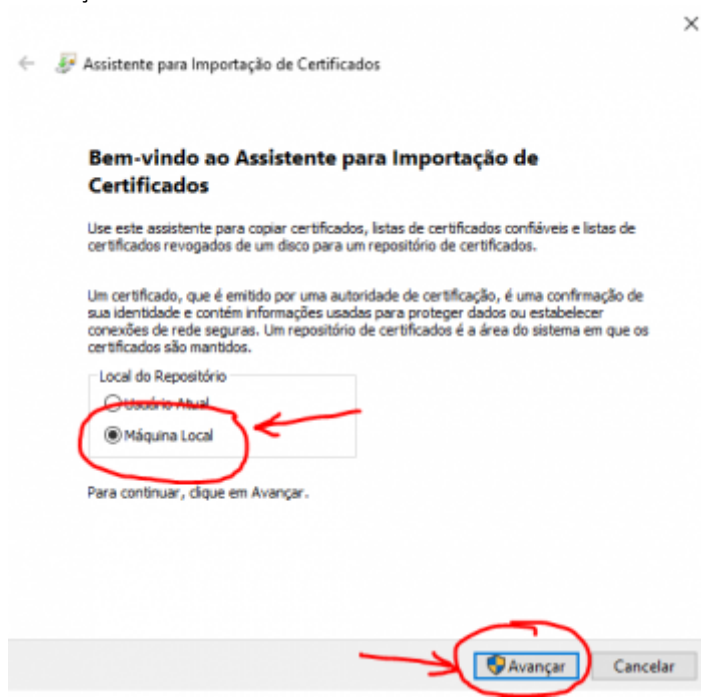 Assistente para Importação de Certificados
Bem-vindo ao Assistente para Importação de
Certificados
Use este assistente para copiar certificados, listas de certificados confiáveis e listas de
certificados revogados de um disco para um repositório de certificados.
Um certificado, que é emitido por uma autoridade de certificação, é uma confirmação de
sua identidade e contém informações usadas para proteger dados ou estabelecer
conexões de rede seguras. Um repositório de certificados é a área do sistema em que os
certificados são mantidos.
Local do Repositório
Usuário Atual
Máquina Local
Para continuar, clique em Avançar.
Avançar
Cancelar